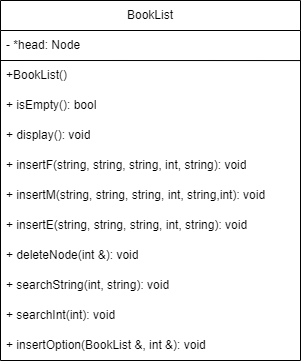 BookList
- *head: Node
+BookList()
+ isEmpty(): bool
+ display(): void
+ insertF(string, string, string, int, string): void
+ insertM(string, string, string, int, string,int): void
+ insertE(string, string, string, int, string): void
+ deleteNode(int &): void
+ searchString(int, string): void
+ searchInt(int): void
+ insertOption(BookList &, int &): void